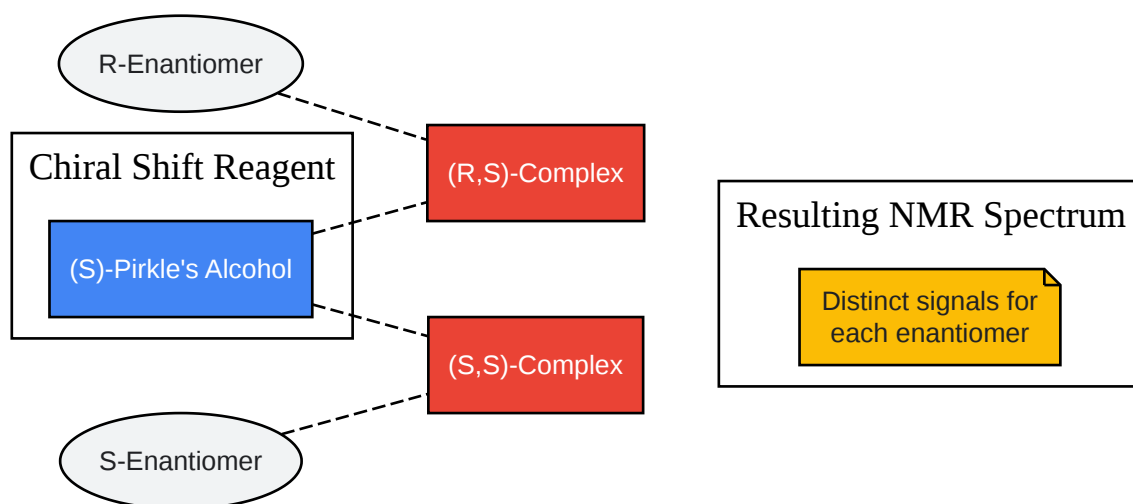 R-Enantiomer
Chiral Shift Reagent
(S)-Pirkle's Alcohol
S-Enantiomer
(R,S)-Complex
(S,S)-Complex
Resulting NMR Spectrum
Distinct signals for
each enantiomer